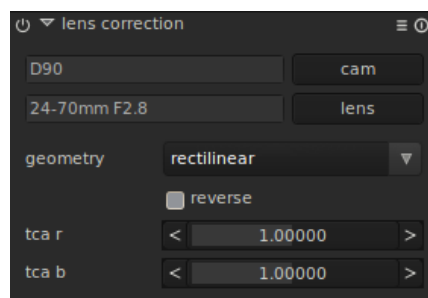 lens correction
D90 cam
24-70mm F2.8 lens
geometry rectilinear
reverse
tca r < 1.00000 >
tca b < 1.00000 >